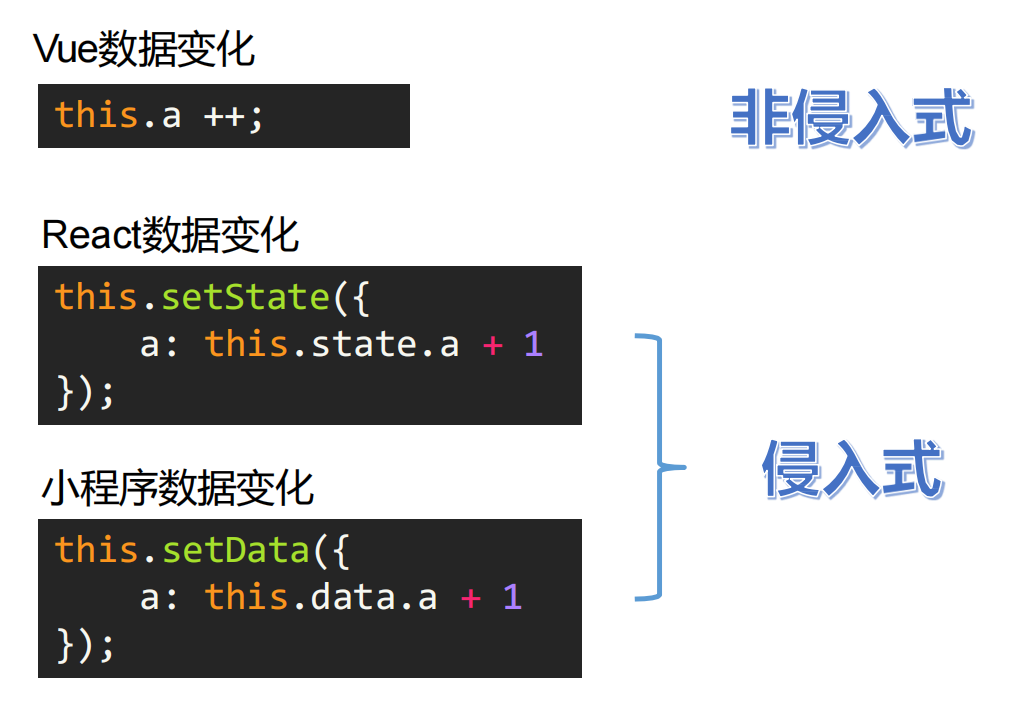 Vue数据变化
this.a ++;
非侵入式
React数据变化
this.setState({
    a: this.state.a + 1
});
小程序数据变化
this.setData({
    a: this.data.a + 1
});
侵入式